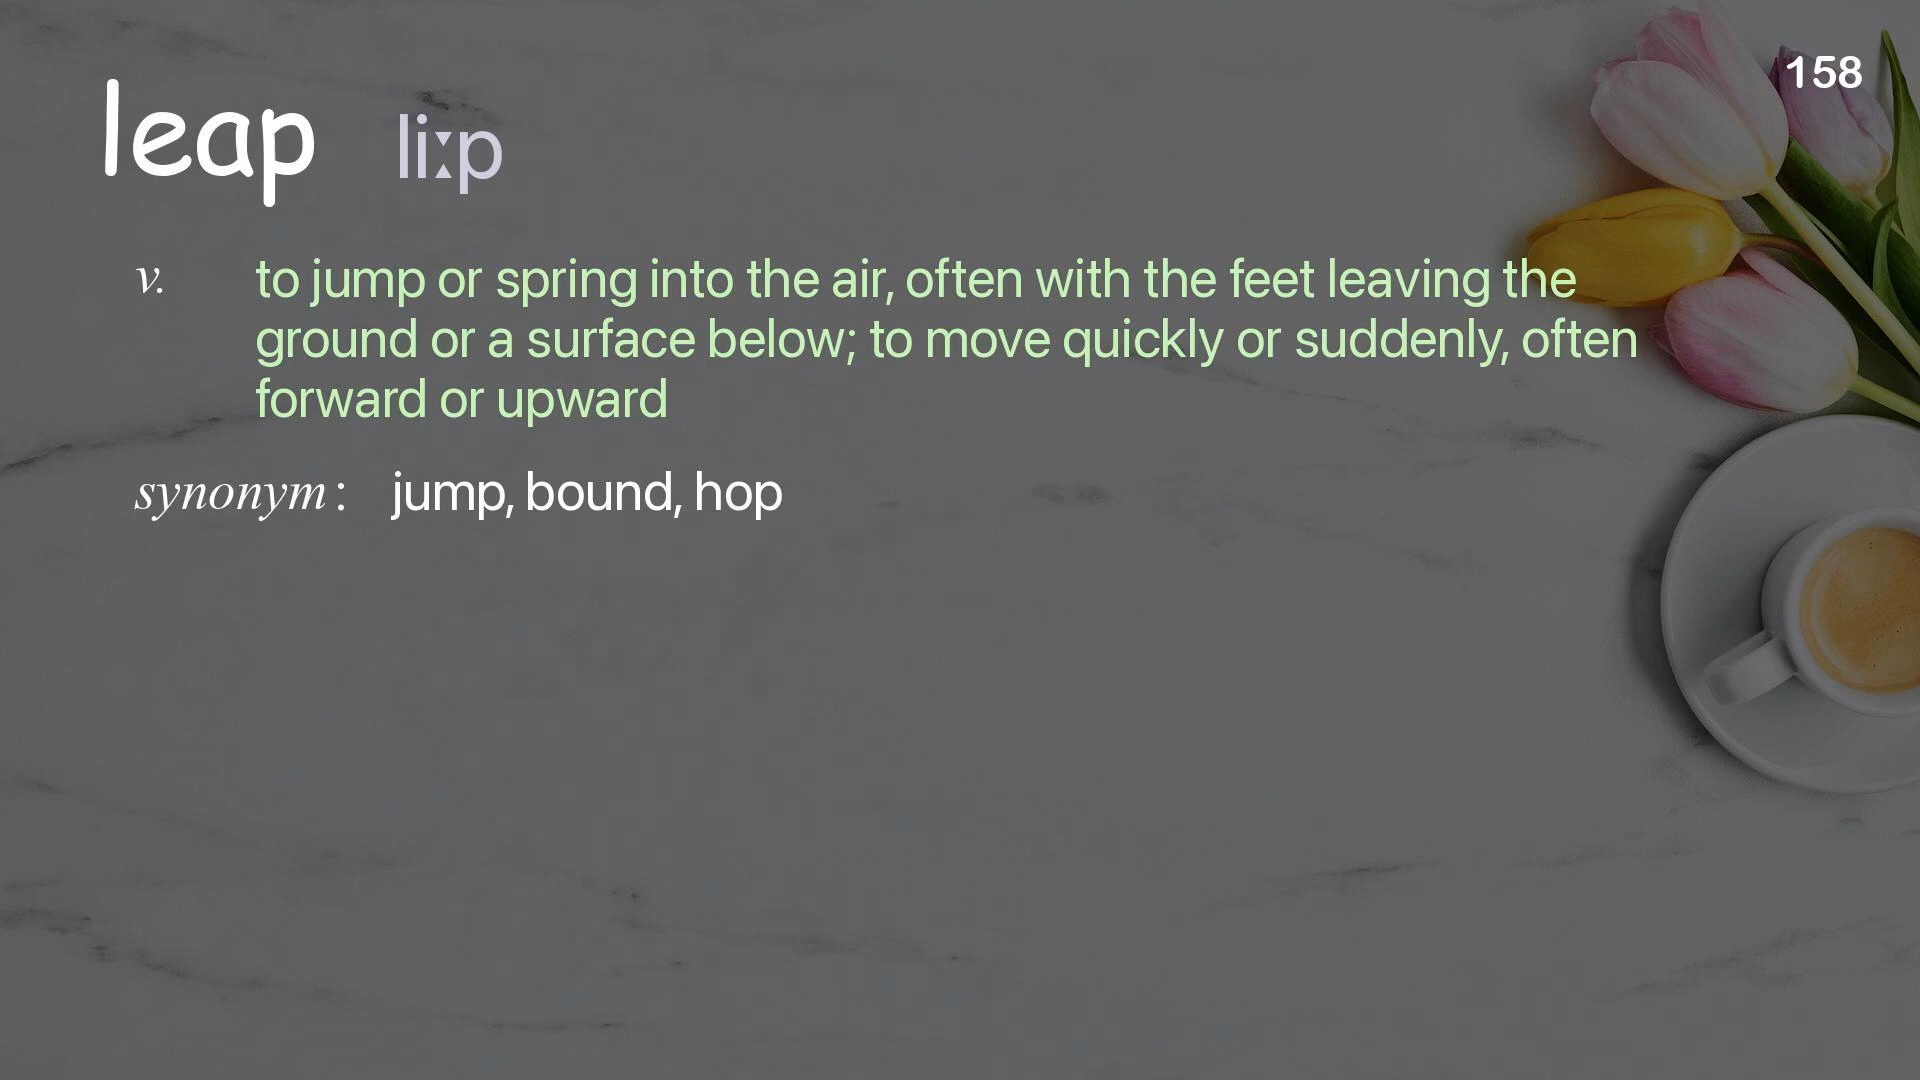 158
leap liːp
v. to jump or spring into the air, often with the feet leaving the
ground or a surface below; to move quickly or suddenly, often
forward or upward
synonym: jump, bound, hop